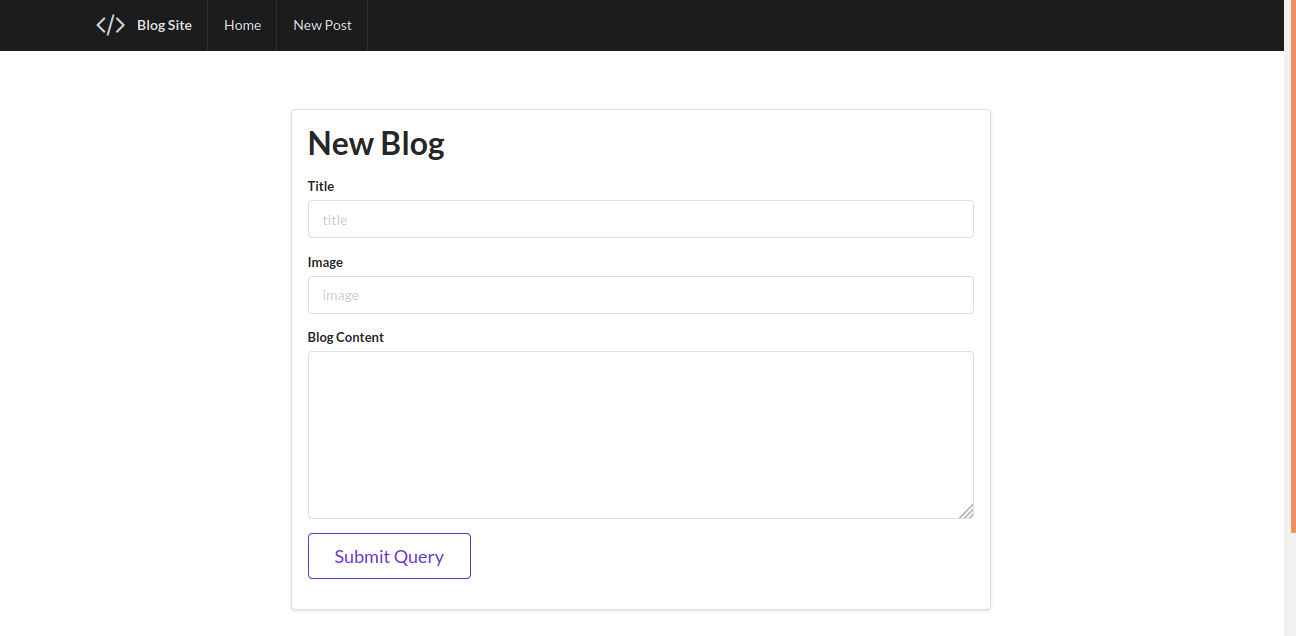 </> Blog Site Home New Post
New Blog
Title
title
Image
image
Blog Content
Submit Query